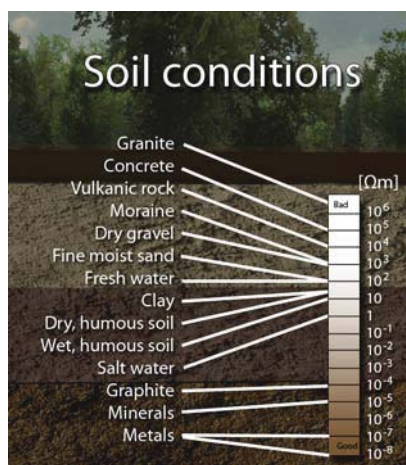 Soil conditions
Granite
Concrete
Vulkanic rock
Moraine
Dry gravel
Fine moist sand
Fresh water
Clay
Dry, humous soil
Wet, humous soil
Salt water
Graphite
Minerals
Metals
[Ωm]
Bad
10⁶
10⁵
10⁴
10³
10²
10
1
10⁻¹
10⁻²
10⁻³
10⁻⁴
10⁻⁵
10⁻⁶
10⁻⁷
10⁻⁸
Good